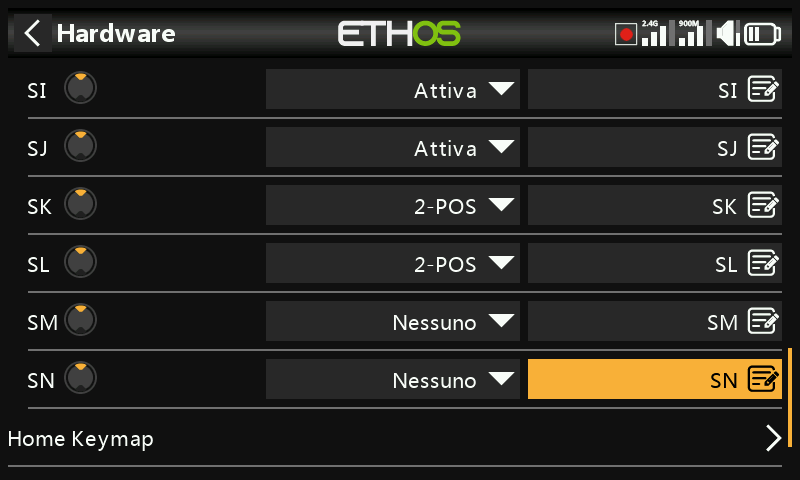 Hardware ETHOS 2.4G 900M
SI Attiva SI
SJ Attiva SJ
SK 2-POS SK
SL 2-POS SL
SM Nessuno SM
SN Nessuno SN
Home Keymap